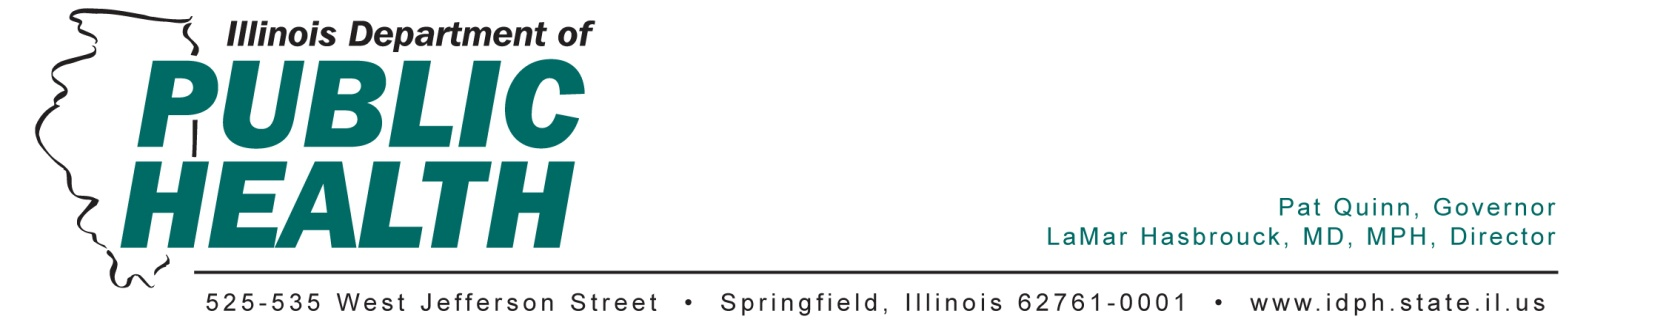 Illinois Department of
PUBLIC
HEALTH
Pat Quinn, Governor
LaMar Hasbrouck, MD, MPH, Director
525-535 West Jefferson Street • Springfield, Illinois 62761-0001 • www.idph.state.il.us